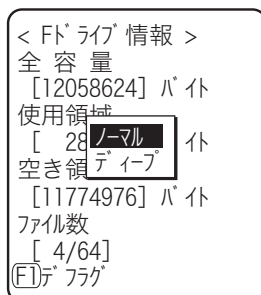 < Fドライブ情報 >
全 容 量
[12058624] バイト
使用領域
[ 28
ノーマル
イト
空き領
ディープ
[11774976] バイト
ファイル数
[ 4/64]
F1デフラグ